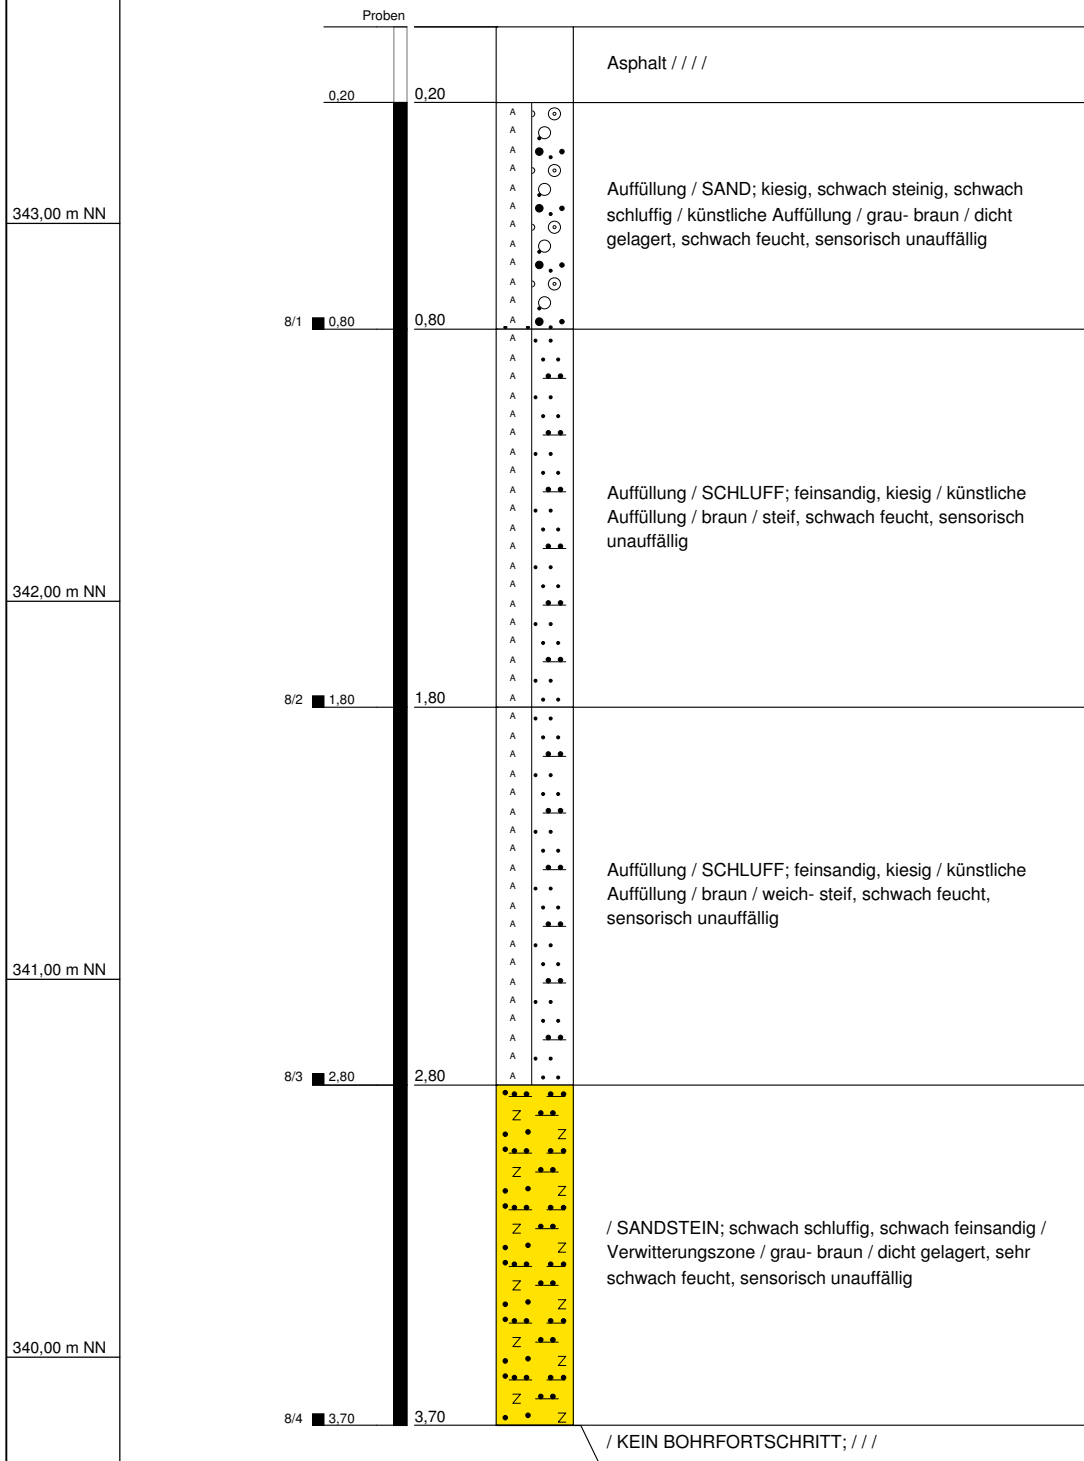 Proben
Asphalt / / / /
0,20 0,20
Auffüllung / SAND; kiesig, schwach steinig, schwach
schluffig / künstliche Auffüllung / grau- braun / dicht
gelagert, schwach feucht, sensorisch unauffällig
343,00 m NN
8/1 0,80 0,80
Auffüllung / SCHLUFF; feinsandig, kiesig / künstliche
Auffüllung / braun / steif, schwach feucht, sensorisch
unauffällig
342,00 m NN
8/2 1,80 1,80
Auffüllung / SCHLUFF; feinsandig, kiesig / künstliche
Auffüllung / braun / weich- steif, schwach feucht,
sensorisch unauffällig
341,00 m NN
8/3 2,80 2,80
/ SANDSTEIN; schwach schluffig, schwach feinsandig /
Verwitterungszone / grau- braun / dicht gelagert, sehr
schwach feucht, sensorisch unauffällig
340,00 m NN
8/4 3,70 3,70
/ KEIN BOHRFORTSCHRITT; / / /